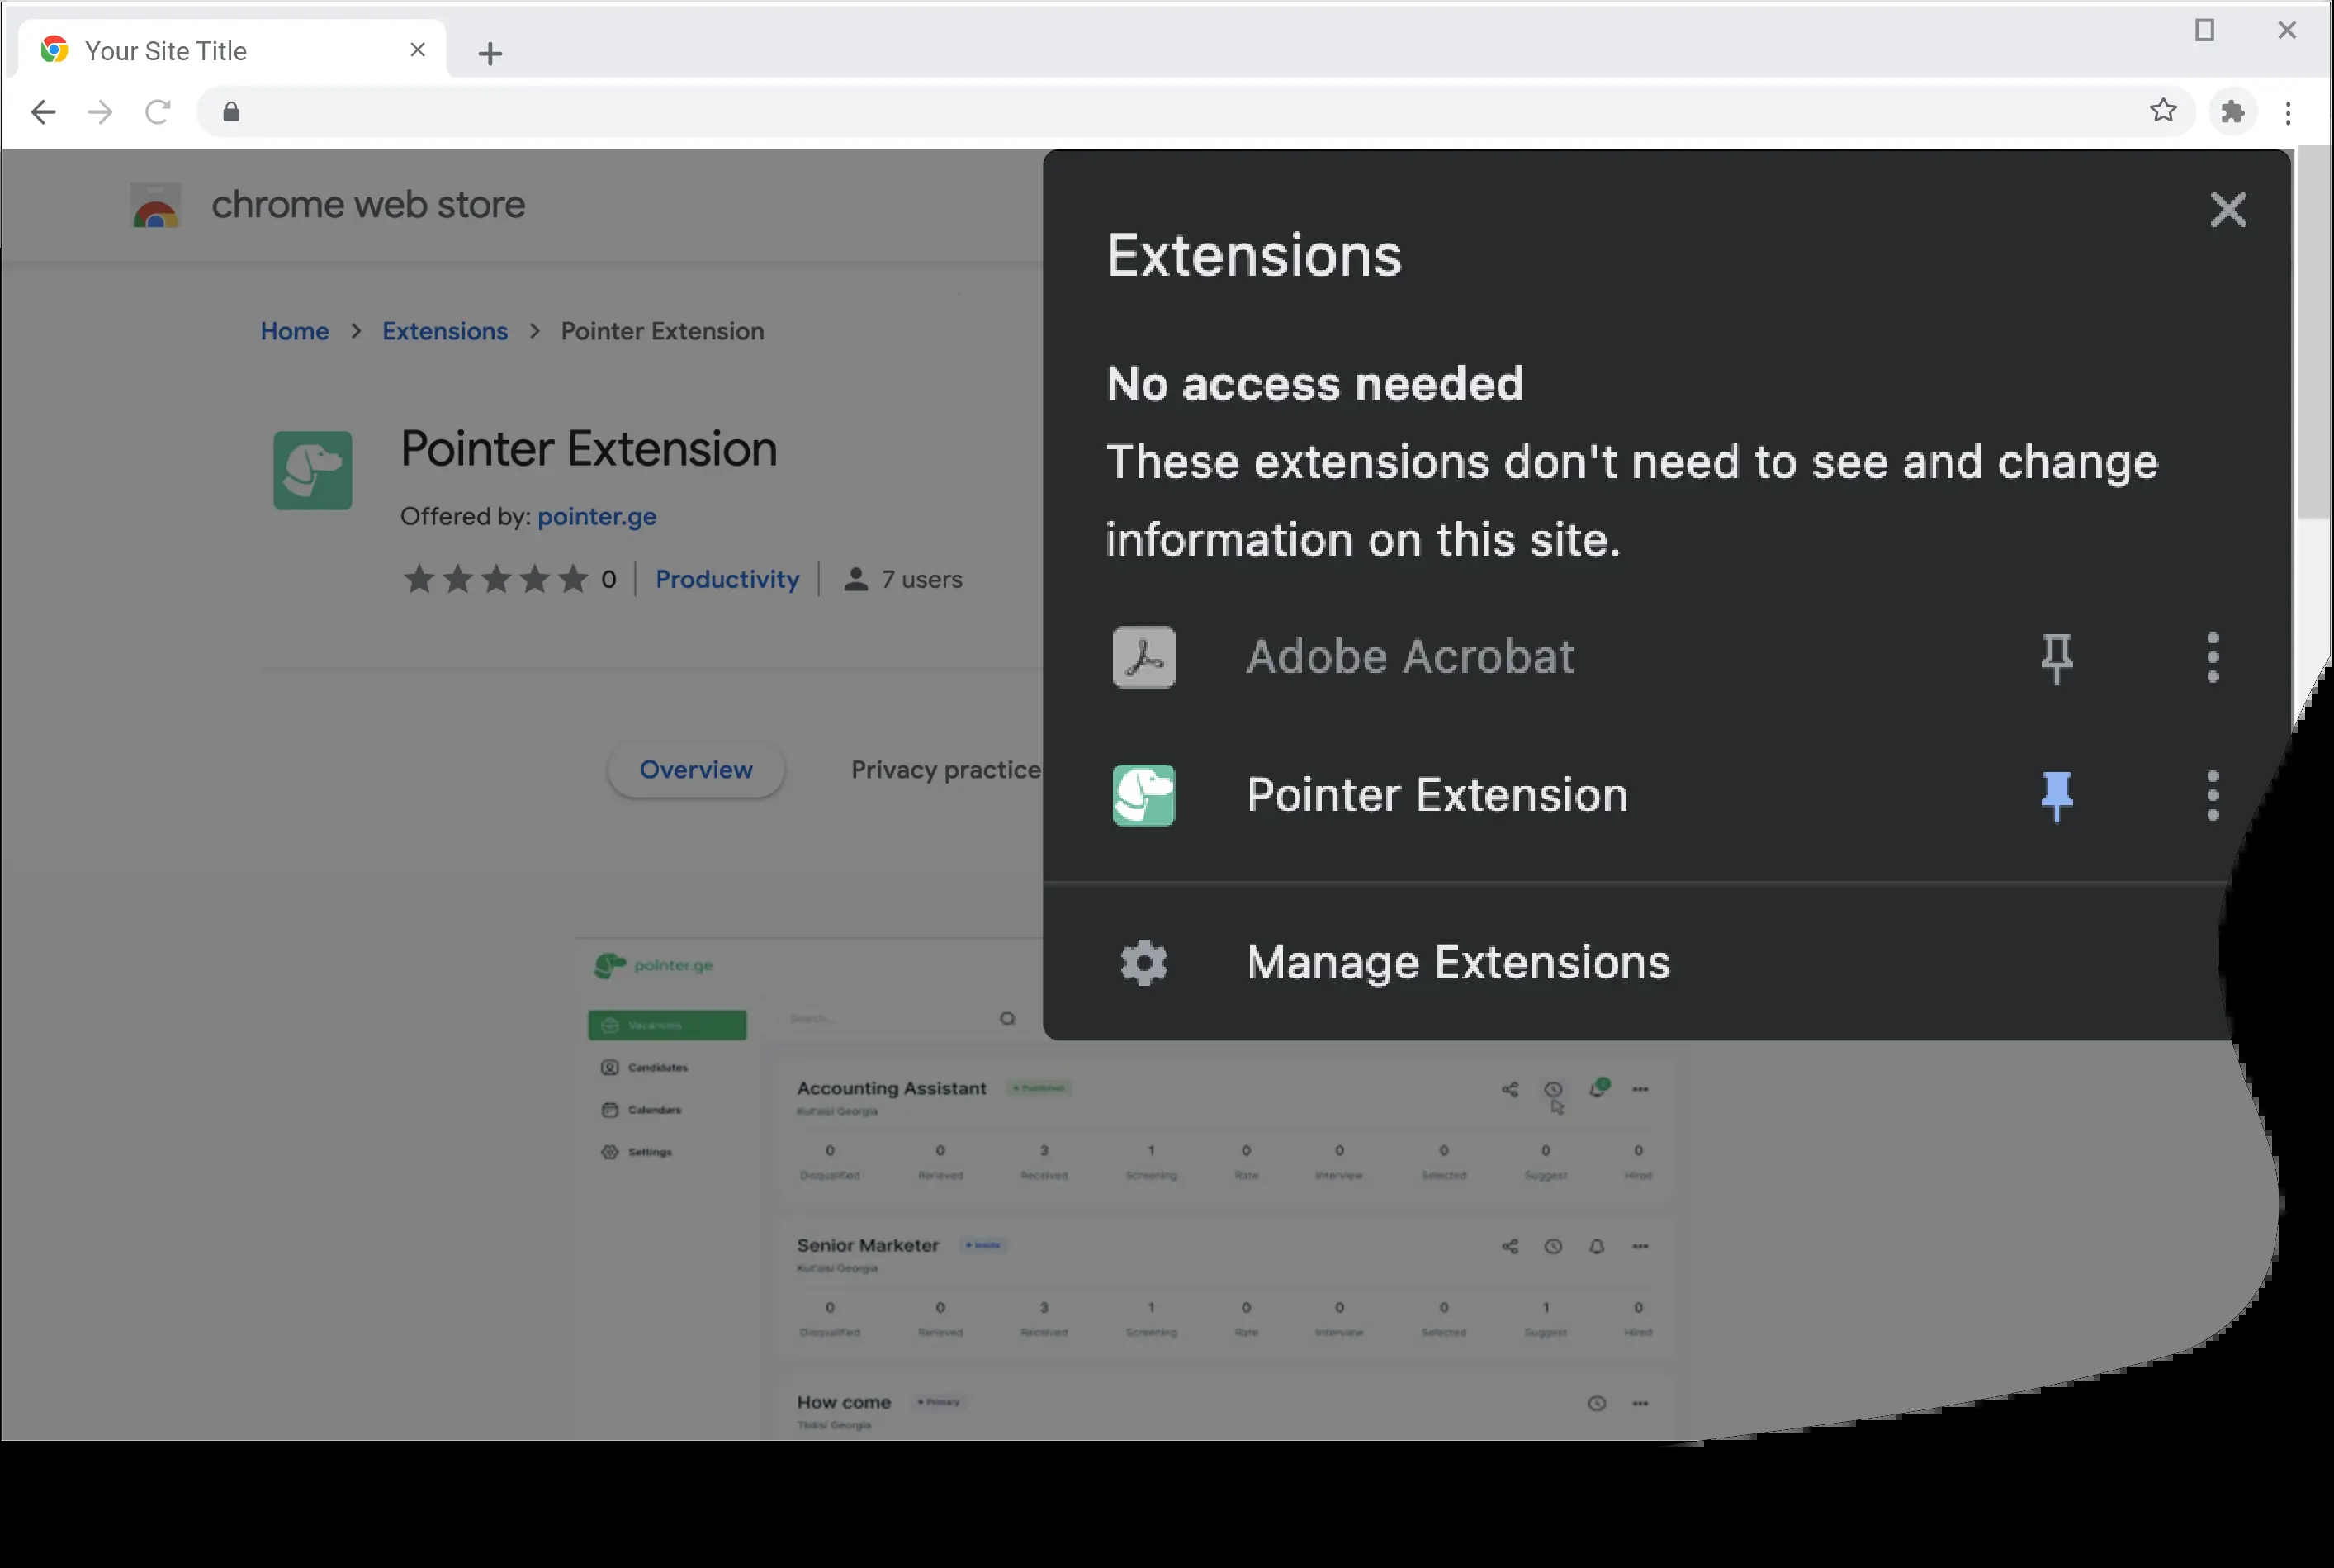 Your Site Title
chrome web store
Home > Extensions > Pointer Extension
Pointer Extension
Offered by: pointer.ge
0 | Productivity | 7 users
Overview
Privacy practice
Extensions
No access needed
These extensions don't need to see and change
information on this site.
Adobe Acrobat
Pointer Extension
Manage Extensions
pointer.ge
Vacancies
Search...
Candidates
Calendars
Settings
Accounting Assistant
Published
Kutaisi Georgia
0 0 3 1 0 0 0 0 0
Disqualified Received Screening Rate Interview Selected Suggest Hired
Senior Marketer
Kutaisi Georgia
0 0 3 1 0 0 0 1 0
Disqualified Received Screening Rate Interview Selected Suggest Hired
How come
Primary
Tbilisi Georgia